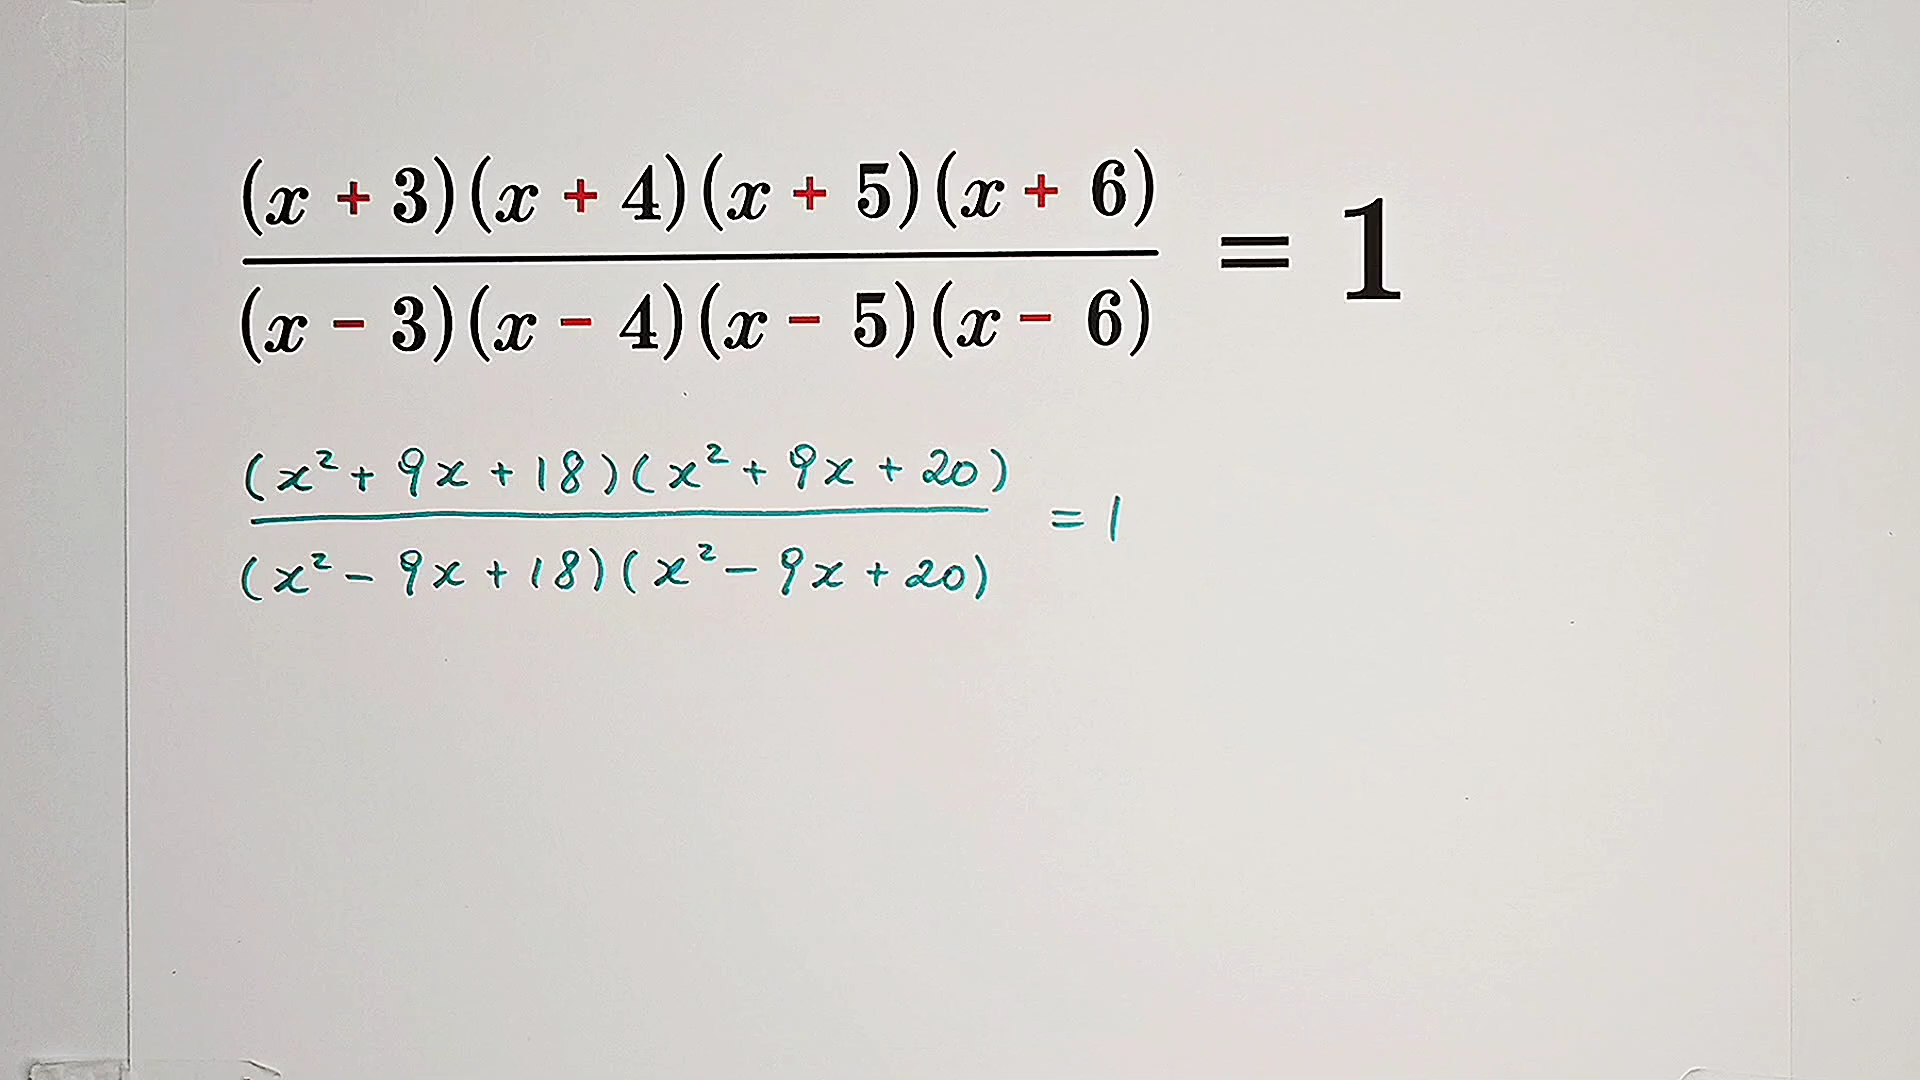 (x + 3)(x + 4)(x + 5)(x + 6)
(x - 3)(x - 4)(x - 5)(x - 6)
= 1
(x² + 9x + 18)(x² + 9x + 20)
(x² - 9x + 18)(x² - 9x + 20)
= 1